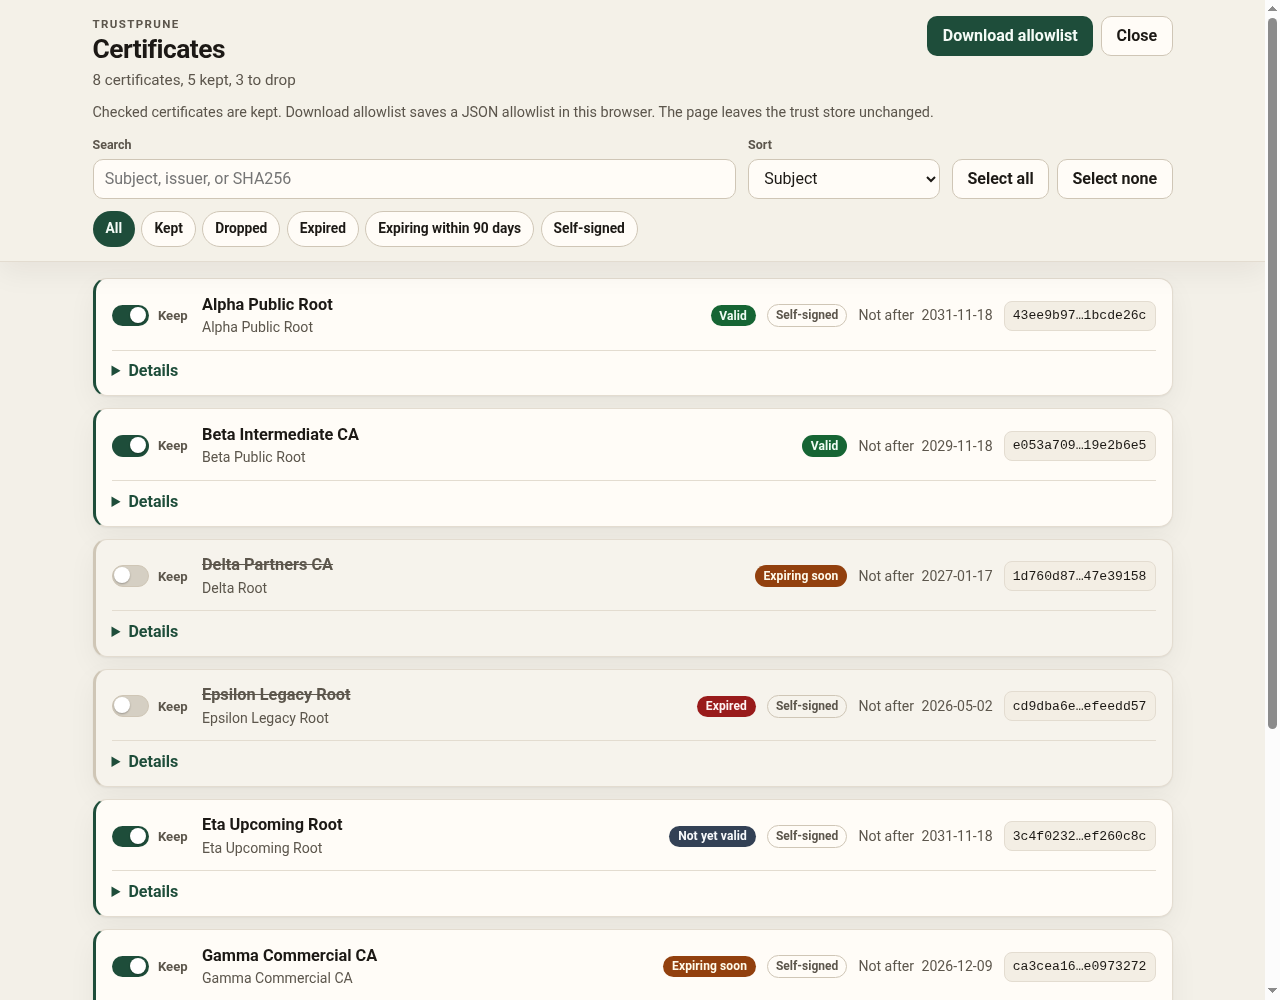 TRUSTPRUNE
Certificates
8 certificates, 5 kept, 3 to drop
Download allowlist
Close
Checked certificates are kept. Download allowlist saves a JSON allowlist in this browser. The page leaves the trust store unchanged.
Search
Sort
Subject, issuer, or SHA256
Subject
Select all
Select none
All
Kept
Dropped
Expired
Expiring within 90 days
Self-signed
Keep
Alpha Public Root
Alpha Public Root
Valid
Self-signed
Not after 2031-11-18
43ee9b97…1bcde26c
Details
Keep
Beta Intermediate CA
Beta Public Root
Valid
Not after 2029-11-18
e053a709…19e2b6e5
Details
Keep
Delta Partners CA
Delta Root
Expiring soon
Not after 2027-01-17
1d760d87…47e39158
Details
Keep
Epsilon Legacy Root
Epsilon Legacy Root
Expired
Self-signed
Not after 2026-05-02
cd9dba6e…efeedd57
Details
Keep
Eta Upcoming Root
Eta Upcoming Root
Not yet valid
Self-signed
Not after 2031-11-18
3c4f0232…ef260c8c
Details
Keep
Gamma Commercial CA
Gamma Commercial CA
Expiring soon
Self-signed
Not after 2026-12-09
ca3cea16…e0973272